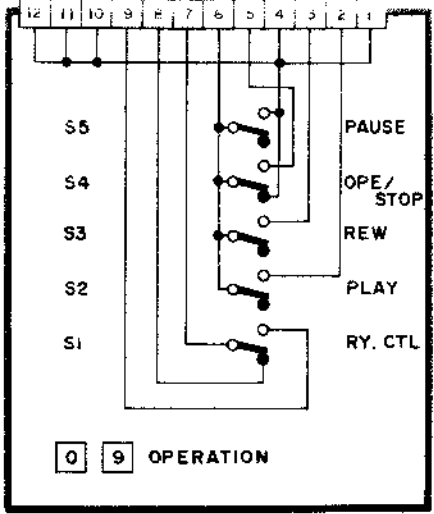 12 11 10 9 8 7 6 5 4 3 2 1
S5 PAUSE
S4 OPE/
STOP
S3 REW
S2 PLAY
S1 RY. CTL
0 9 OPERATION